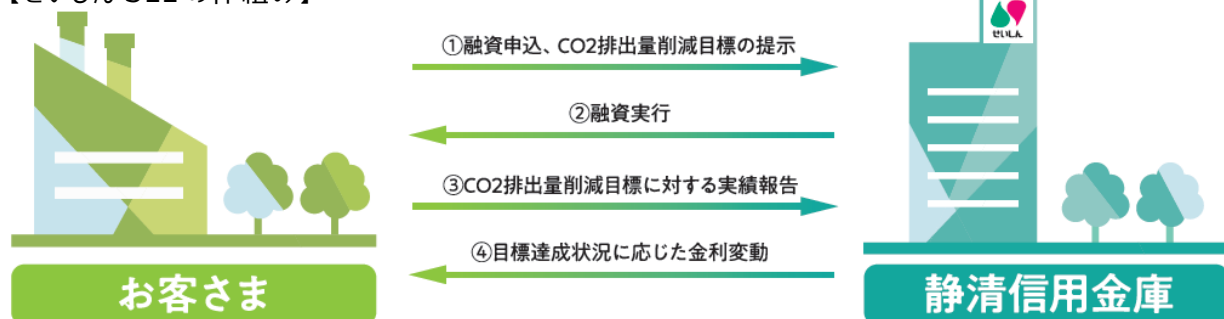 ①融資申込、CO2排出量削減目標の提示
せいしん
②融資実行
③CO2排出量削減目標に対する実績報告
④目標達成状況に応じた金利変動
お客さま
静清信用金庫